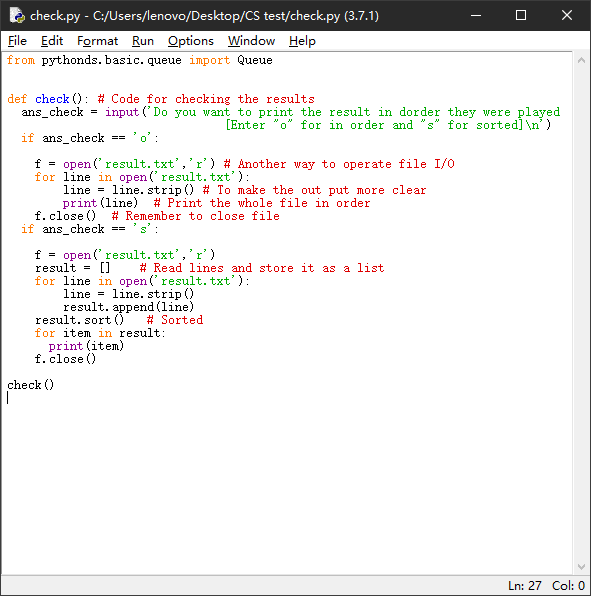 check.py - C:/Users/lenovo/Desktop/CS test/check.py (3.7.1)
File Edit Format Run Options Window Help
from pythonds.basic.queue import Queue
def check(): # Code for checking the results
ans_check = input('Do you want to print the result in dorder they were played
[Enter "o" for in order and "s" for sorted]\n')
if ans_check == 'o':
f = open('result.txt','r') # Another way to operate file I/O
for line in open('result.txt'):
line = line.strip() # To make the out put more clear
print(line) # Print the whole file in order
f.close() # Remember to close file
if ans_check == 's':
f = open('result.txt','r')
result = [] # Read lines and store it as a list
for line in open('result.txt'):
line = line.strip()
result.append(line)
result.sort() # Sorted
for item in result:
print(item)
f.close()
check()
Ln: 27 Col: 0